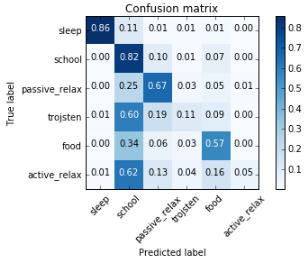 Confusion matrix
True label
sleep 0.86 0.11 0.01 0.01 0.01 0.00
school 0.00 0.82 0.10 0.01 0.07 0.00
passive_relax 0.00 0.25 0.67 0.03 0.05 0.01
trojsten 0.01 0.60 0.19 0.11 0.09 0.00
food 0.00 0.34 0.06 0.03 0.57 0.00
active_relax 0.01 0.62 0.13 0.04 0.16 0.05
sleep school passive_relax trojsten food active_relax
Predicted label
0.8
0.7
0.6
0.5
0.4
0.3
0.2
0.1